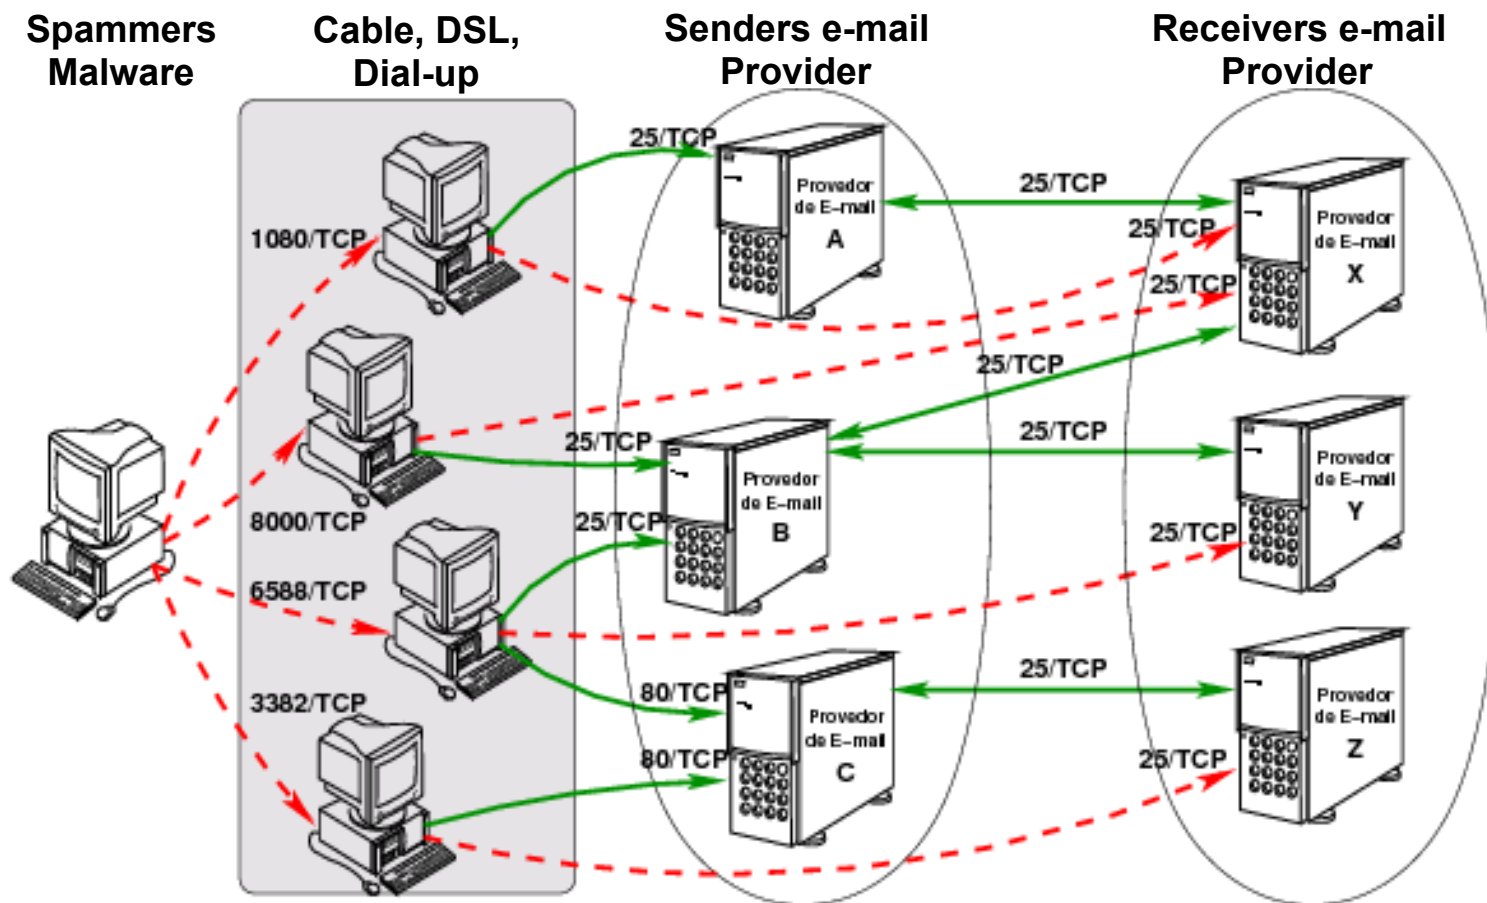 Spammers
Malware
Cable, DSL,
Dial-up
Senders e-mail
Provider
Receivers e-mail
Provider
25/TCP
Provedor
de E-mail
A
25/TCP
Provedor
de E-mail
X
1080/TCP
25/TCP
25/TCP
25/TCP
25/TCP
25/TCP
Provedor
de E-mail
B
Provedor
de E-mail
Y
8000/TCP
25/TCP
25/TCP
6588/TCP
3382/TCP
80/TCP
25/TCP
Provedor
de E-mail
C
Provedor
de E-mail
Z
80/TCP
25/TCP